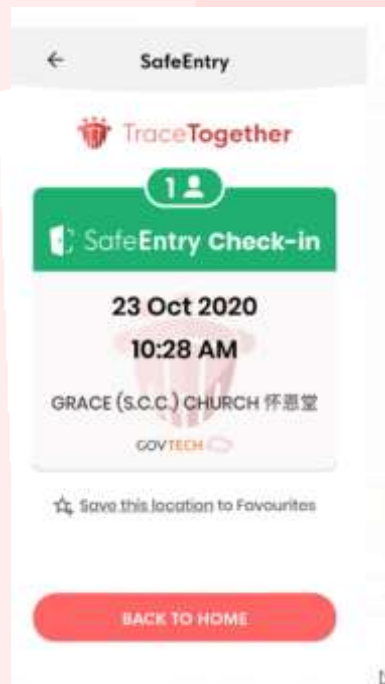 SafeEntry
TraceTogether
1
SafeEntry Check-in
23 Oct 2020
10:28 AM
GRACE (S.C.C.) CHURCH 怀恩堂
GOVTECH
Save this location to Favourites
BACK TO HOME